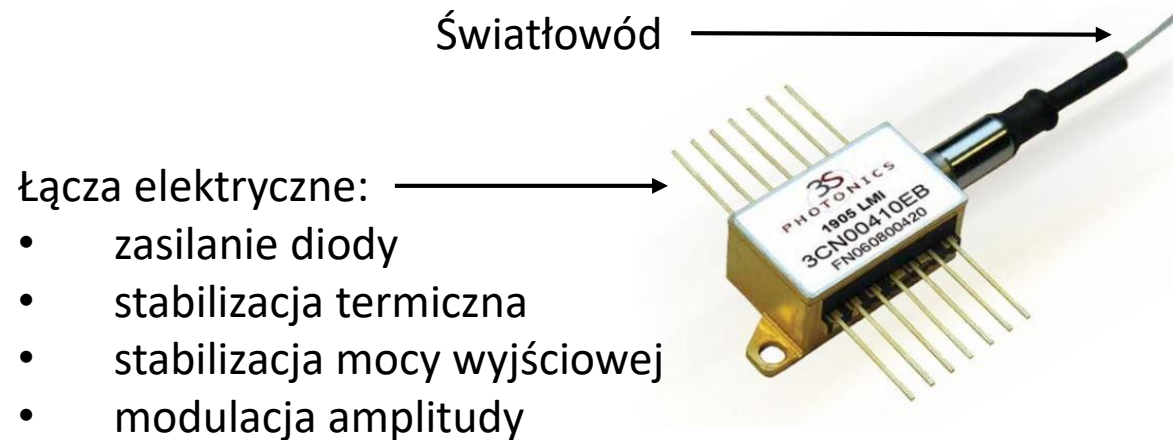 Światłowód
Łącza elektryczne:
• zasilanie diody
• stabilizacja termiczna
• stabilizacja mocy wyjściowej
• modulacja amplitudy
3S
PHOTONICS
1905 LMI
3CN00410EB
FN060800420